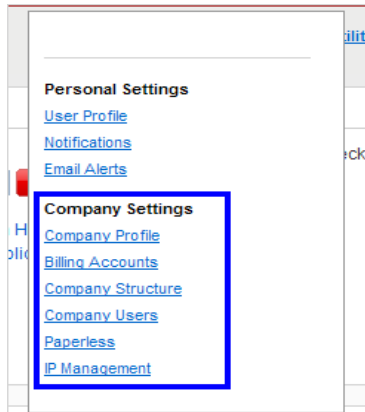 Personal Settings
User Profile
Notifications
Email Alerts
Company Settings
Company Profile
Billing Accounts
Company Structure
Company Users
Paperless
IP Management